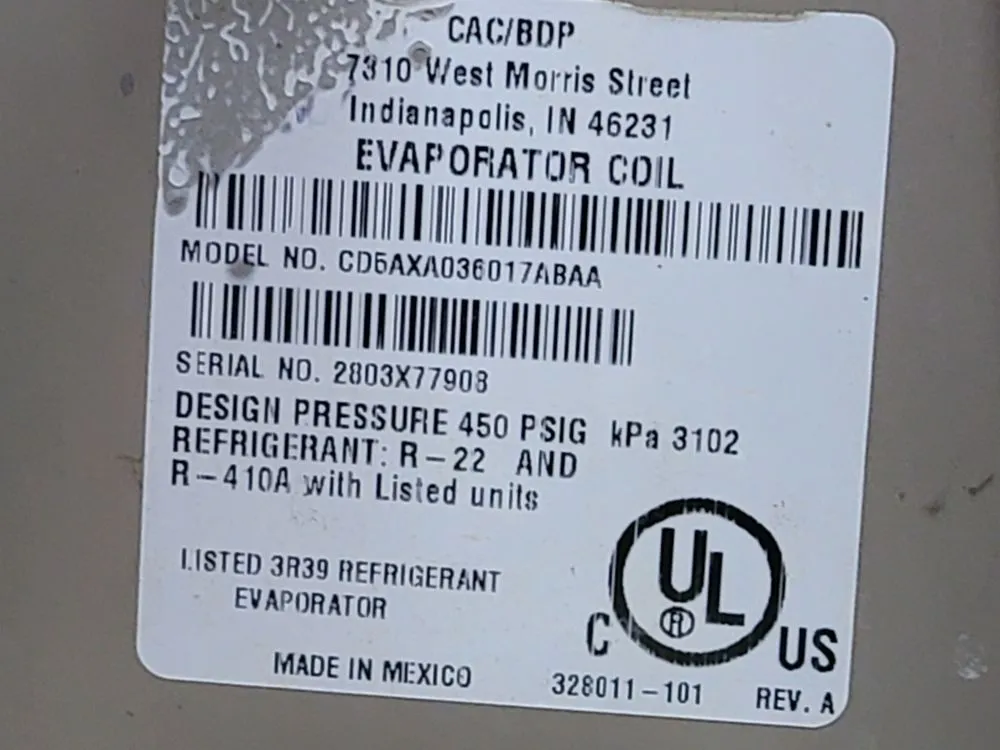 CAC/BDP
7310 West Morris Street
Indianapolis, IN 46231
EVAPORATOR COIL
MODEL NO. CD5AXA036017ABAA
SERIAL NO. 2803X77908
DESIGN PRESSURE 450 PSIG kPa 3102
REFRIGERANT: R-22 AND
R-410A with Listed units
LISTED 3R39 REFRIGERANT
EVAPORATOR
C UL ® US
MADE IN MEXICO
328011-101 REV. A